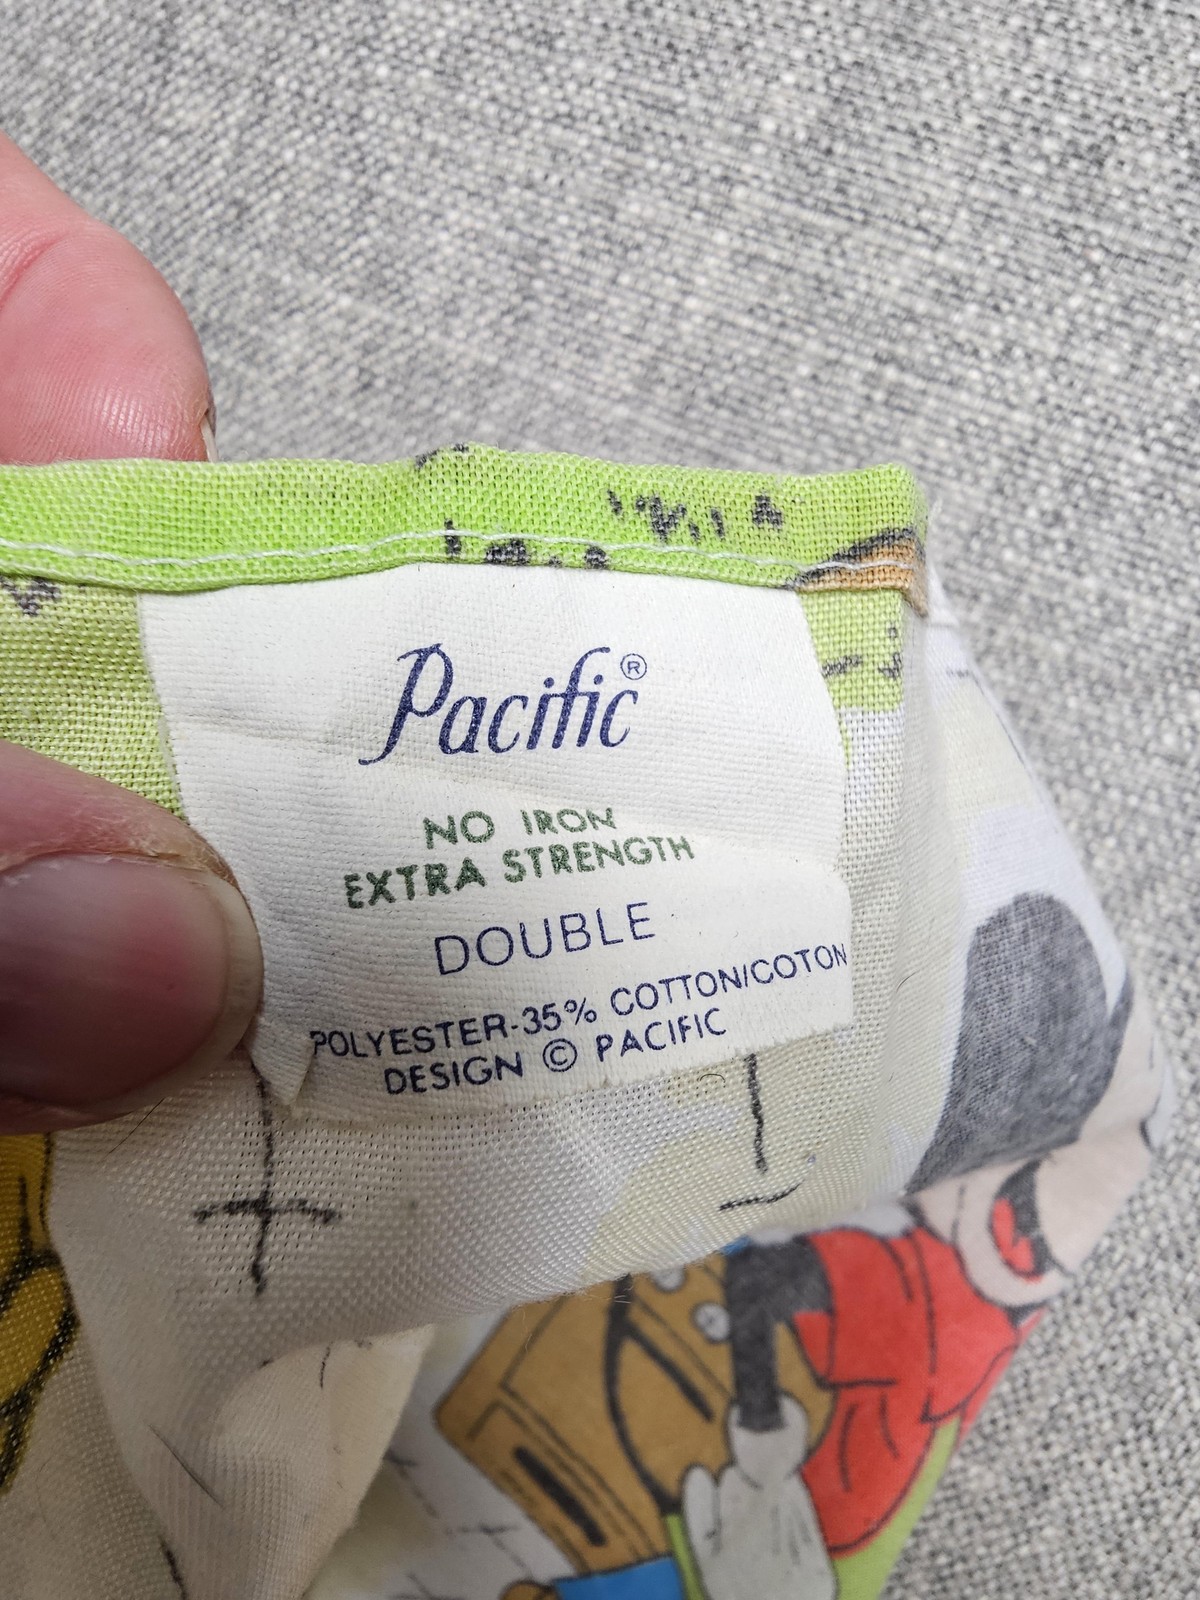 Pacific®
NO IRON
EXTRA STRENGTH
DOUBLE
POLYESTER-35% COTTON/COTON
DESIGN © PACIFIC